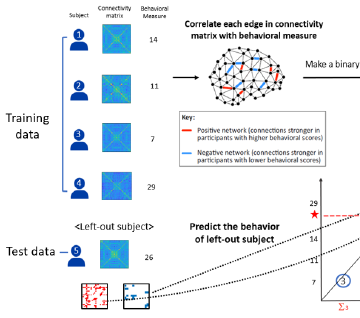 Subject
Connectivity
matrix
Behavioral
Measure
Correlate each edge in connectivity
matrix with behavioral measure
1
14
Make a binary
2
11
Key:
Positive network (connections stronger in
participants with higher behavioral scores)
Negative network (connections stronger in
participants with lower behavioral scores)
Training
data
3
7
4
29
<Left-out subject>
Predict the behavior
of left-out subject
Test data
5
26
29
14
11
7
3
Σ₃